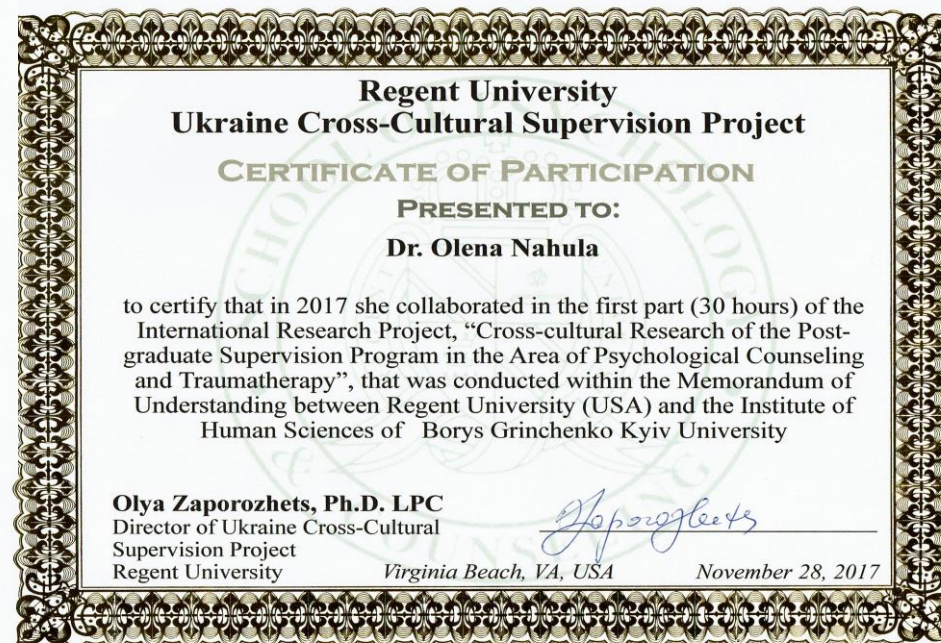 Regent University
Ukraine Cross-Cultural Supervision Project
CERTIFICATE OF PARTICIPATION
PRESENTED TO:
Dr. Olena Nahula
to certify that in 2017 she collaborated in the first part (30 hours) of the
International Research Project, “Cross-cultural Research of the Post-
graduate Supervision Program in the Area of Psychological Counseling
and Traumatherapy”, that was conducted within the Memorandum of
Understanding between Regent University (USA) and the Institute of
Human Sciences of Borys Grinchenko Kyiv University
Olya Zaporozhets, Ph.D. LPC
Director of Ukraine Cross-Cultural
Supervision Project
Regent University
Zaporozhets
Virginia Beach, VA, USA
November 28, 2017